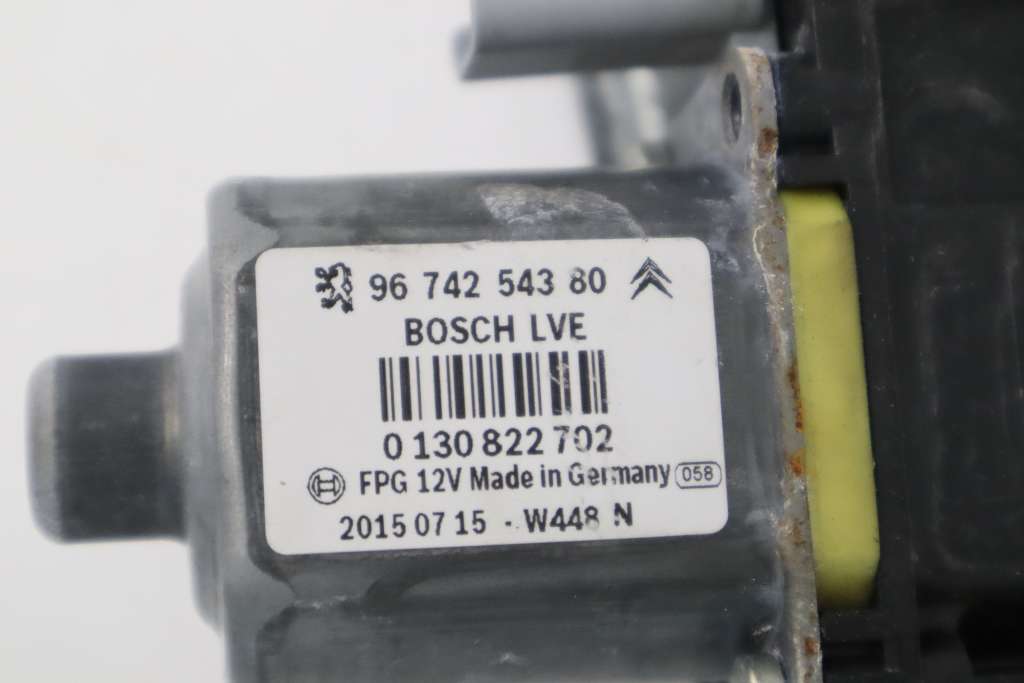 96 742 543 80
BOSCH LVE
0 130 822 702
FPG 12V Made in Germany 058
2015 07 15 - W448 N